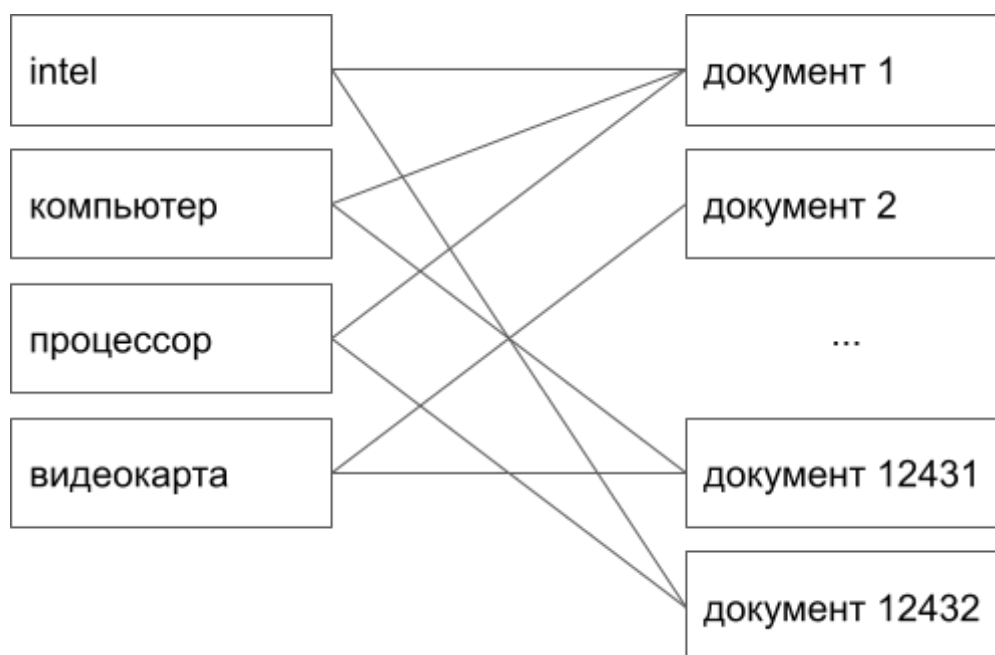 intel
документ 1
компьютер
документ 2
процессор
...
видеокарта
документ 12431
документ 12432